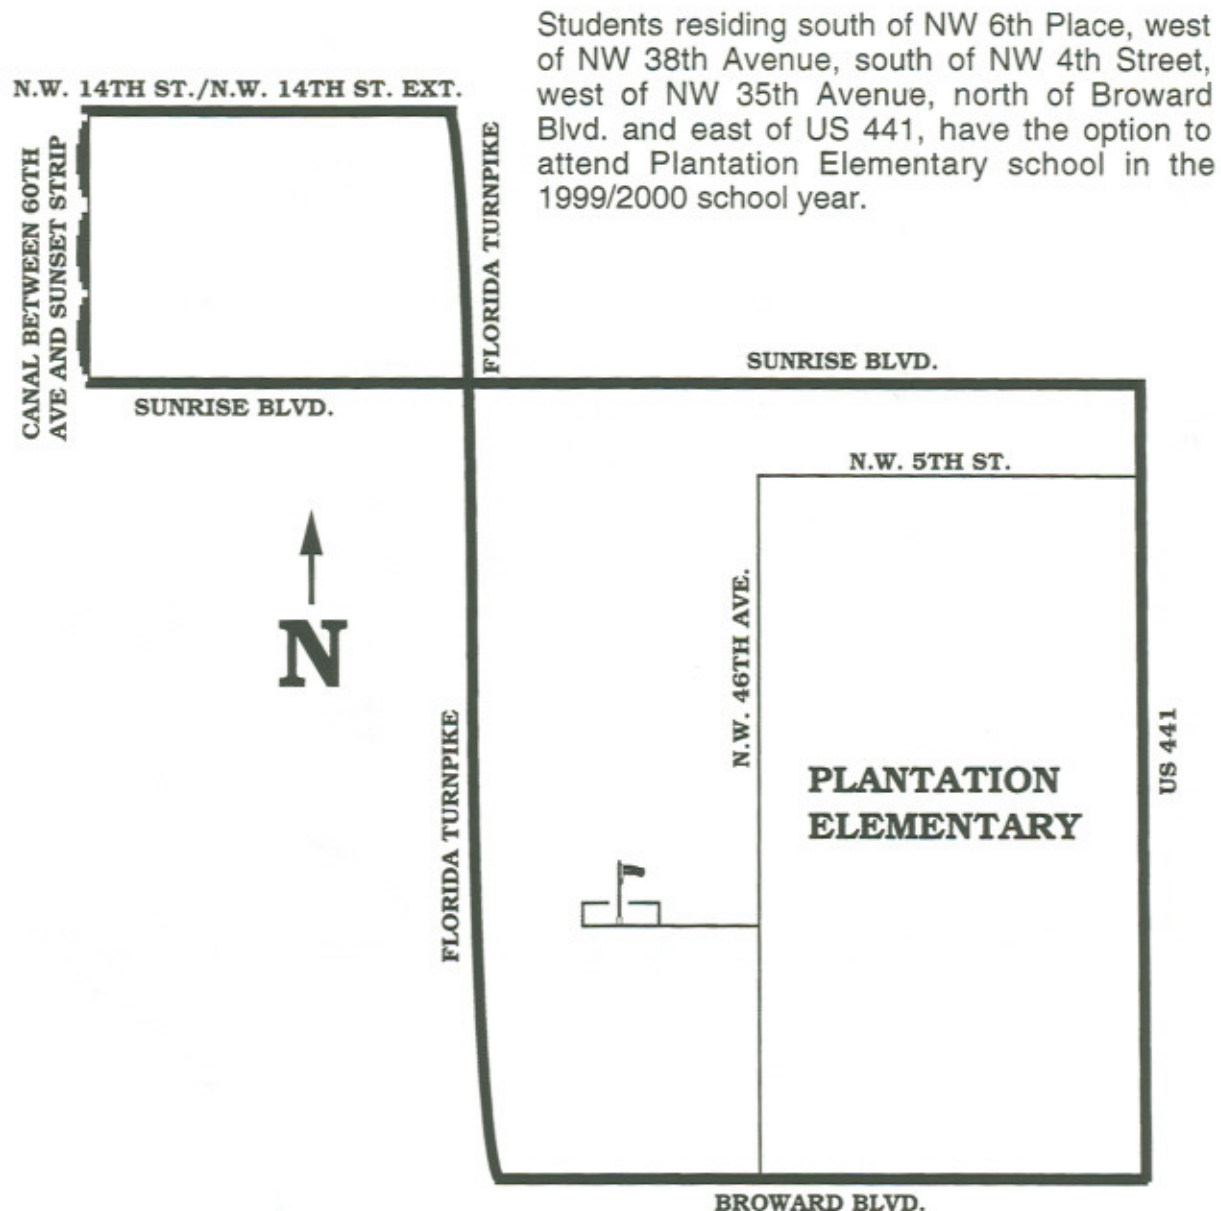 Students residing south of NW 6th Place, west
of NW 38th Avenue, south of NW 4th Street,
west of NW 35th Avenue, north of Broward
Blvd. and east of US 441, have the option to
attend Plantation Elementary school in the
1999/2000 school year.
N.W. 14TH ST./N.W. 14TH ST. EXT.
CANAL BETWEEN 60TH
AVE AND SUNSET STRIP
FLORIDA TURNPIKE
SUNRISE BLVD.
SUNRISE BLVD.
N.W. 5TH ST.
N
N.W. 46TH AVE.
FLORIDA TURNPIKE
US 441
PLANTATION
ELEMENTARY
BROWARD BLVD.